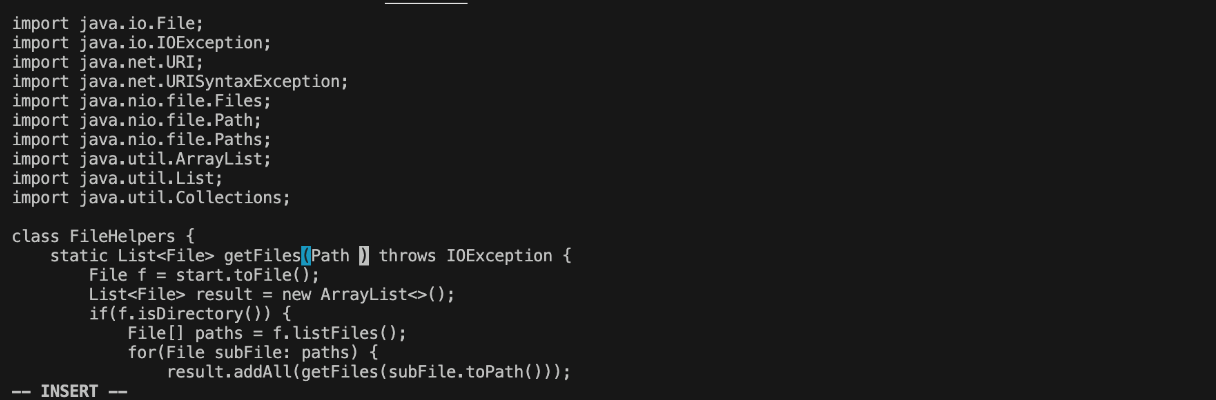 import java.io.File;
import java.io.IOException;
import java.net.URI;
import java.net.URISyntaxException;
import java.nio.file.Files;
import java.nio.file.Path;
import java.nio.file.Paths;
import java.util.ArrayList;
import java.util.List;
import java.util.Collections;

class FileHelpers {
    static List<File> getFiles(Path ) throws IOException {
        File f = start.toFile();
        List<File> result = new ArrayList<>();
        if(f.isDirectory()) {
            File[] paths = f.listFiles();
            for(File subFile: paths) {
                result.addAll(getFiles(subFile.toPath()));
-- INSERT --